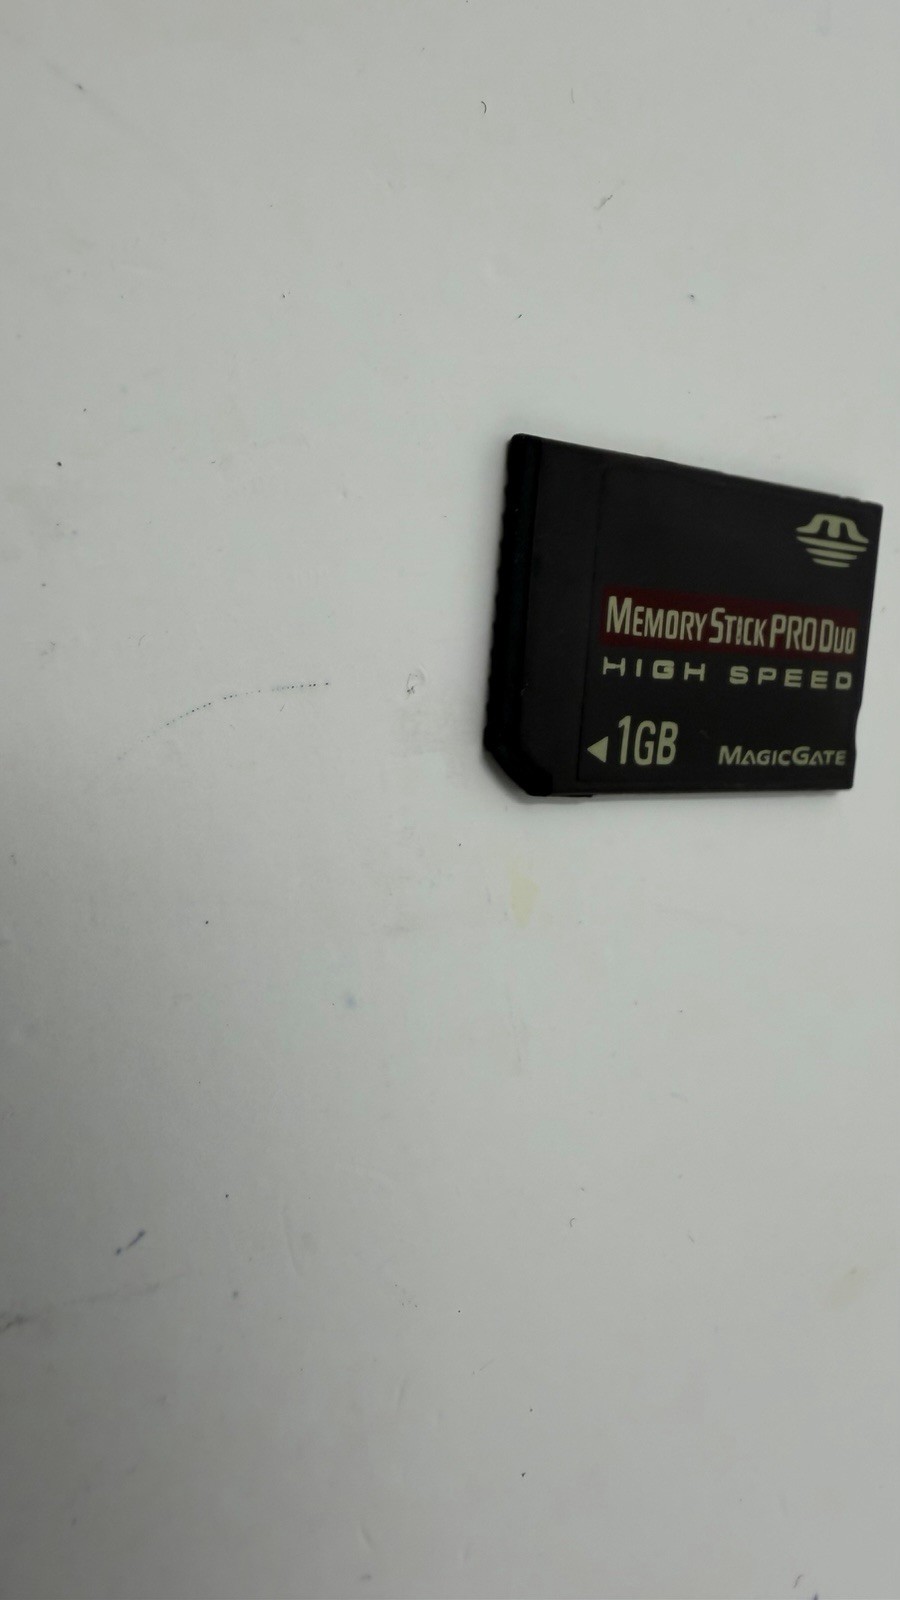 MEMORY STICK PRO DUO
HIGH SPEED
1GB MAGICGATE